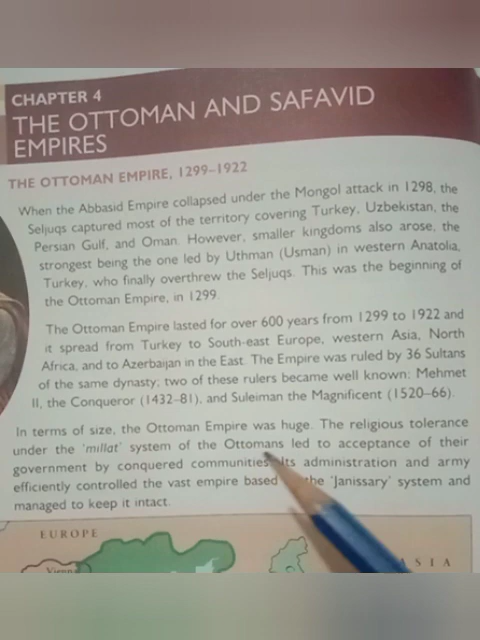 CHAPTER 4
THE OTTOMAN AND SAFAVID
EMPIRES
THE OTTOMAN EMPIRE, 1299–1922
When the Abbasid Empire collapsed under the Mongol attack in 1298, the
Seljuqs captured most of the territory covering Turkey, Uzbekistan, the
Persian Gulf, and Oman. However, smaller kingdoms also arose, the
strongest being the one led by Uthman (Usman) in western Anatolia,
Turkey, who finally overthrew the Seljuqs. This was the beginning of
the Ottoman Empire, in 1299.
The Ottoman Empire lasted for over 600 years from 1299 to 1922 and
it spread from Turkey to South-east Europe, western Asia, North
Africa, and to Azerbaijan in the East. The Empire was ruled by 36 Sultans
of the same dynasty; two of these rulers became well known: Mehmet
II, the Conqueror (1432–81), and Suleiman the Magnificent (1520–66).
In terms of size, the Ottoman Empire was huge. The religious tolerance
under the 'millat' system of the Ottomans led to acceptance of their
government by conquered communities. Its administration and army
efficiently controlled the vast empire based the 'Janissary' system and
managed to keep it intact.
EUROPE
Vienna
ASIA